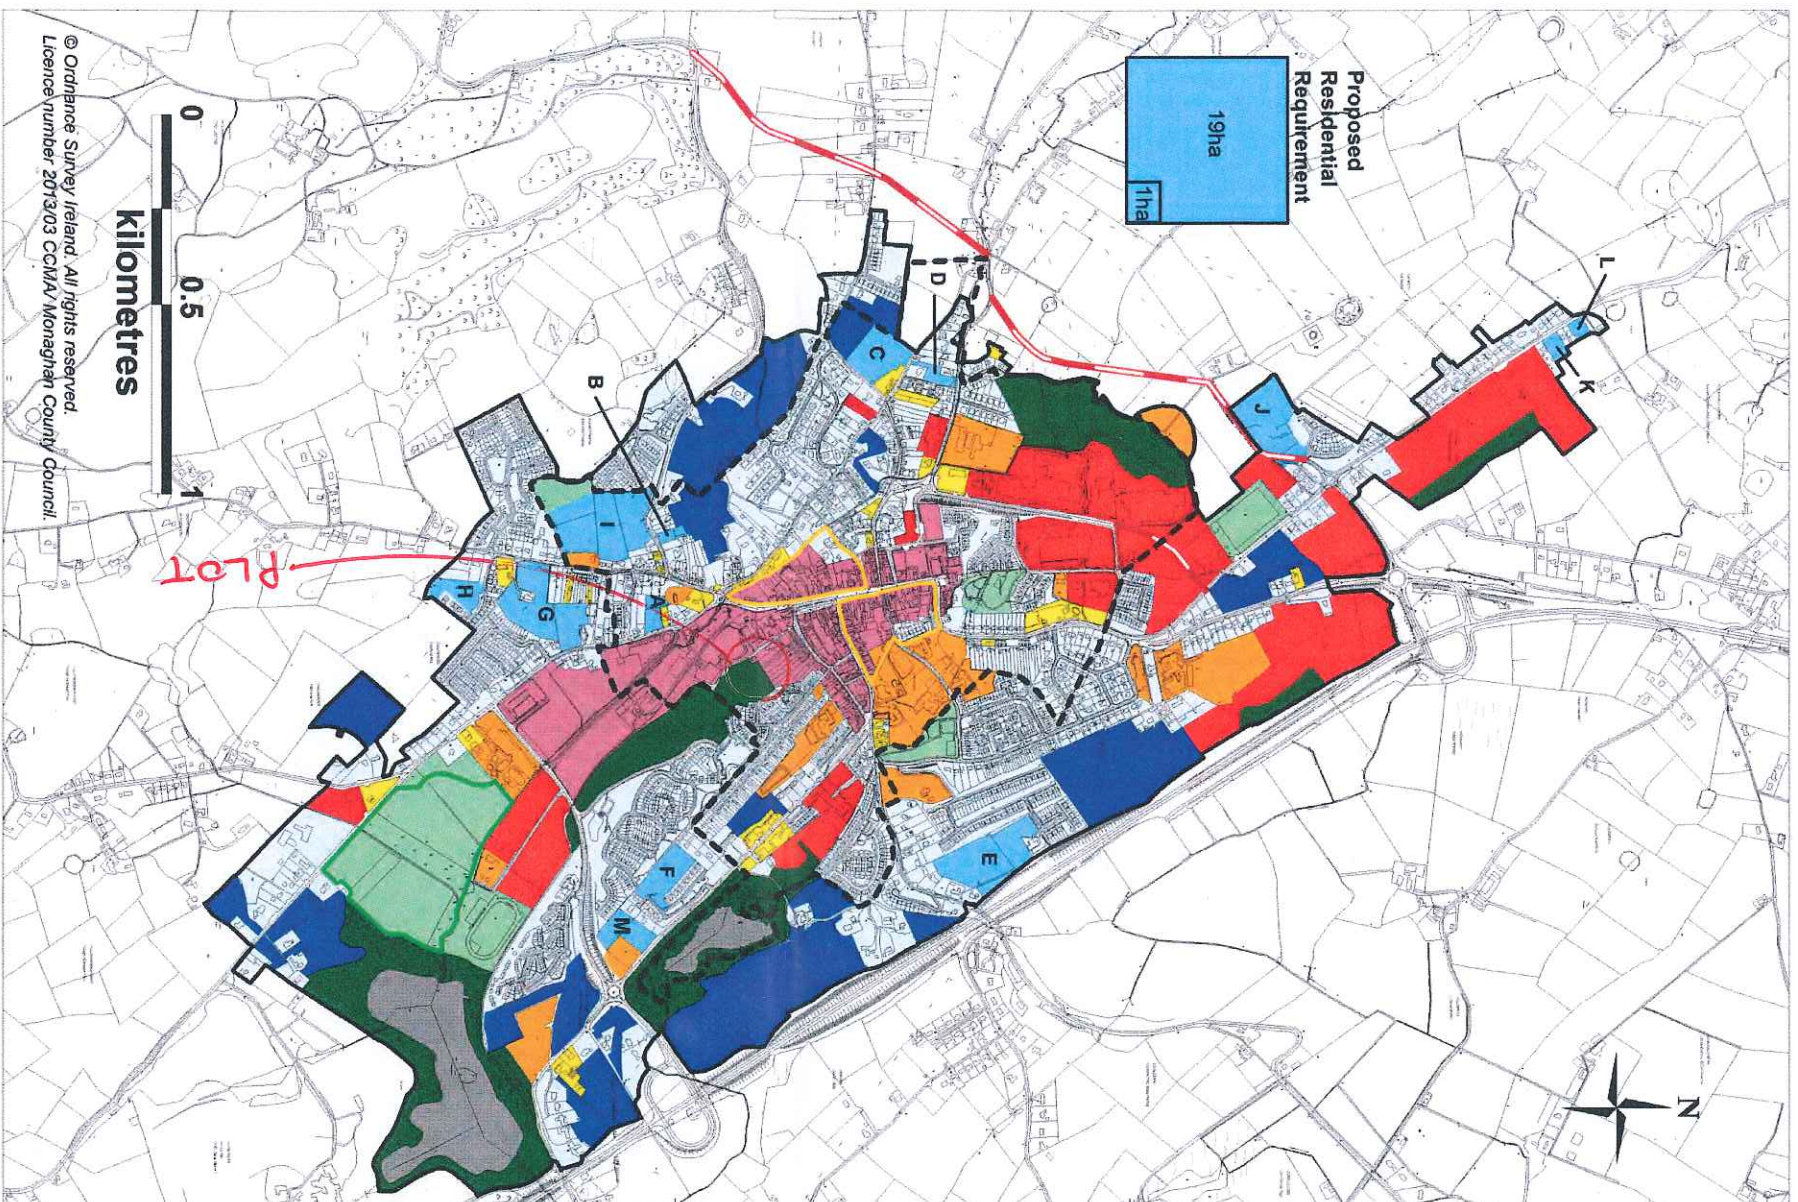 Proposed
Residential
Requirement
19ha
1ha
L
K
J
D
C
B
I
A
H
G
E
F
M
N
PLOT
0 0.5 1
kilometres
© Ordnance Survey Ireland. All rights reserved.
Licence number 2013/03 CCMA/ Monaghan County Council.